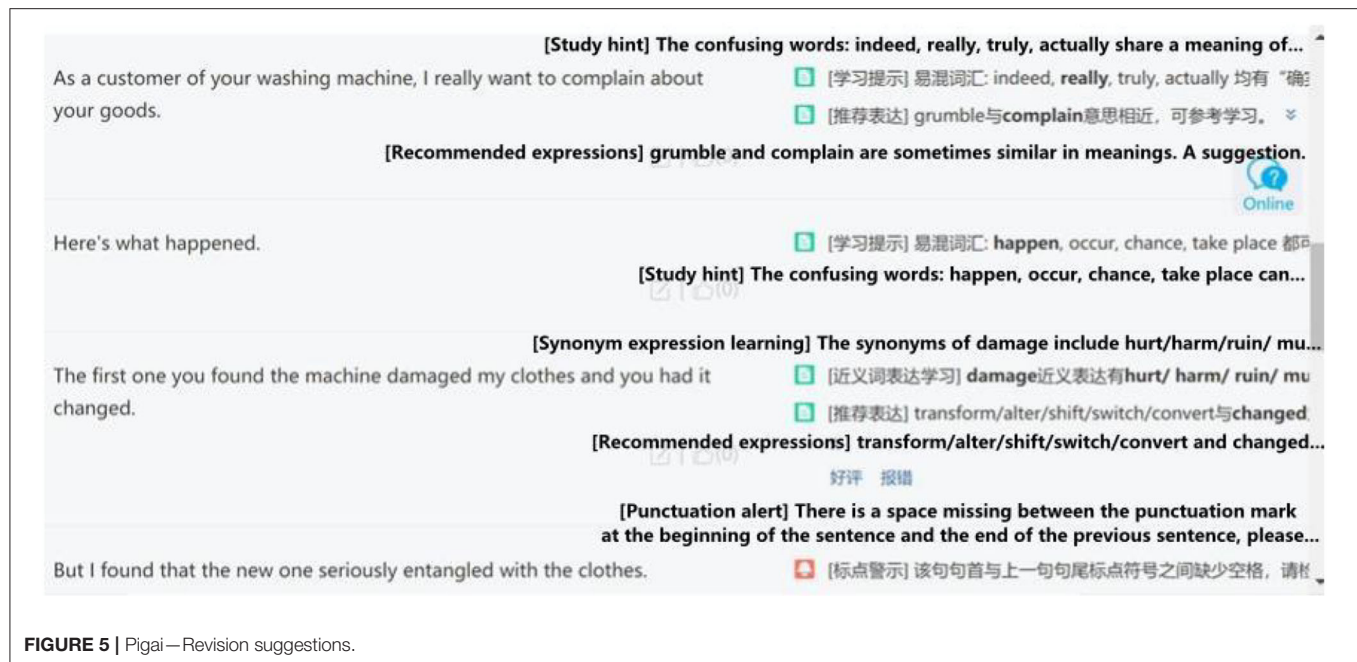 [Study hint] The confusing words: indeed, really, truly, actually share a meaning of...
As a customer of your washing machine, I really want to complain about
your goods.
[学习提示] 易混词汇: indeed, really, truly, actually 均有 “确
[推荐表达] grumble与complain意思相近，可参考学习。
[Recommended expressions] grumble and complain are sometimes similar in meanings. A suggestion.
Online
Here's what happened.
[学习提示] 易混词汇: happen, occur, chance, take place 都
[Study hint] The confusing words: happen, occur, chance, take place can...
(0)
[Synonym expression learning] The synonyms of damage include hurt/harm/ruin/ mu...
The first one you found the machine damaged my clothes and you had it
changed.
[近义词表达学习] damage近义表达有hurt/ harm/ ruin/ mu
[推荐表达] transform/alter/shift/switch/convert与changed
[Recommended expressions] transform/alter/shift/switch/convert and changed...
(0)
好评 报错
[Punctuation alert] There is a space missing between the punctuation mark
at the beginning of the sentence and the end of the previous sentence, please...
But I found that the new one seriously entangled with the clothes.
[标点警示] 该句句首与上一句句尾标点符号之间缺少空格，请
FIGURE 5 | Pigai—Revision suggestions.